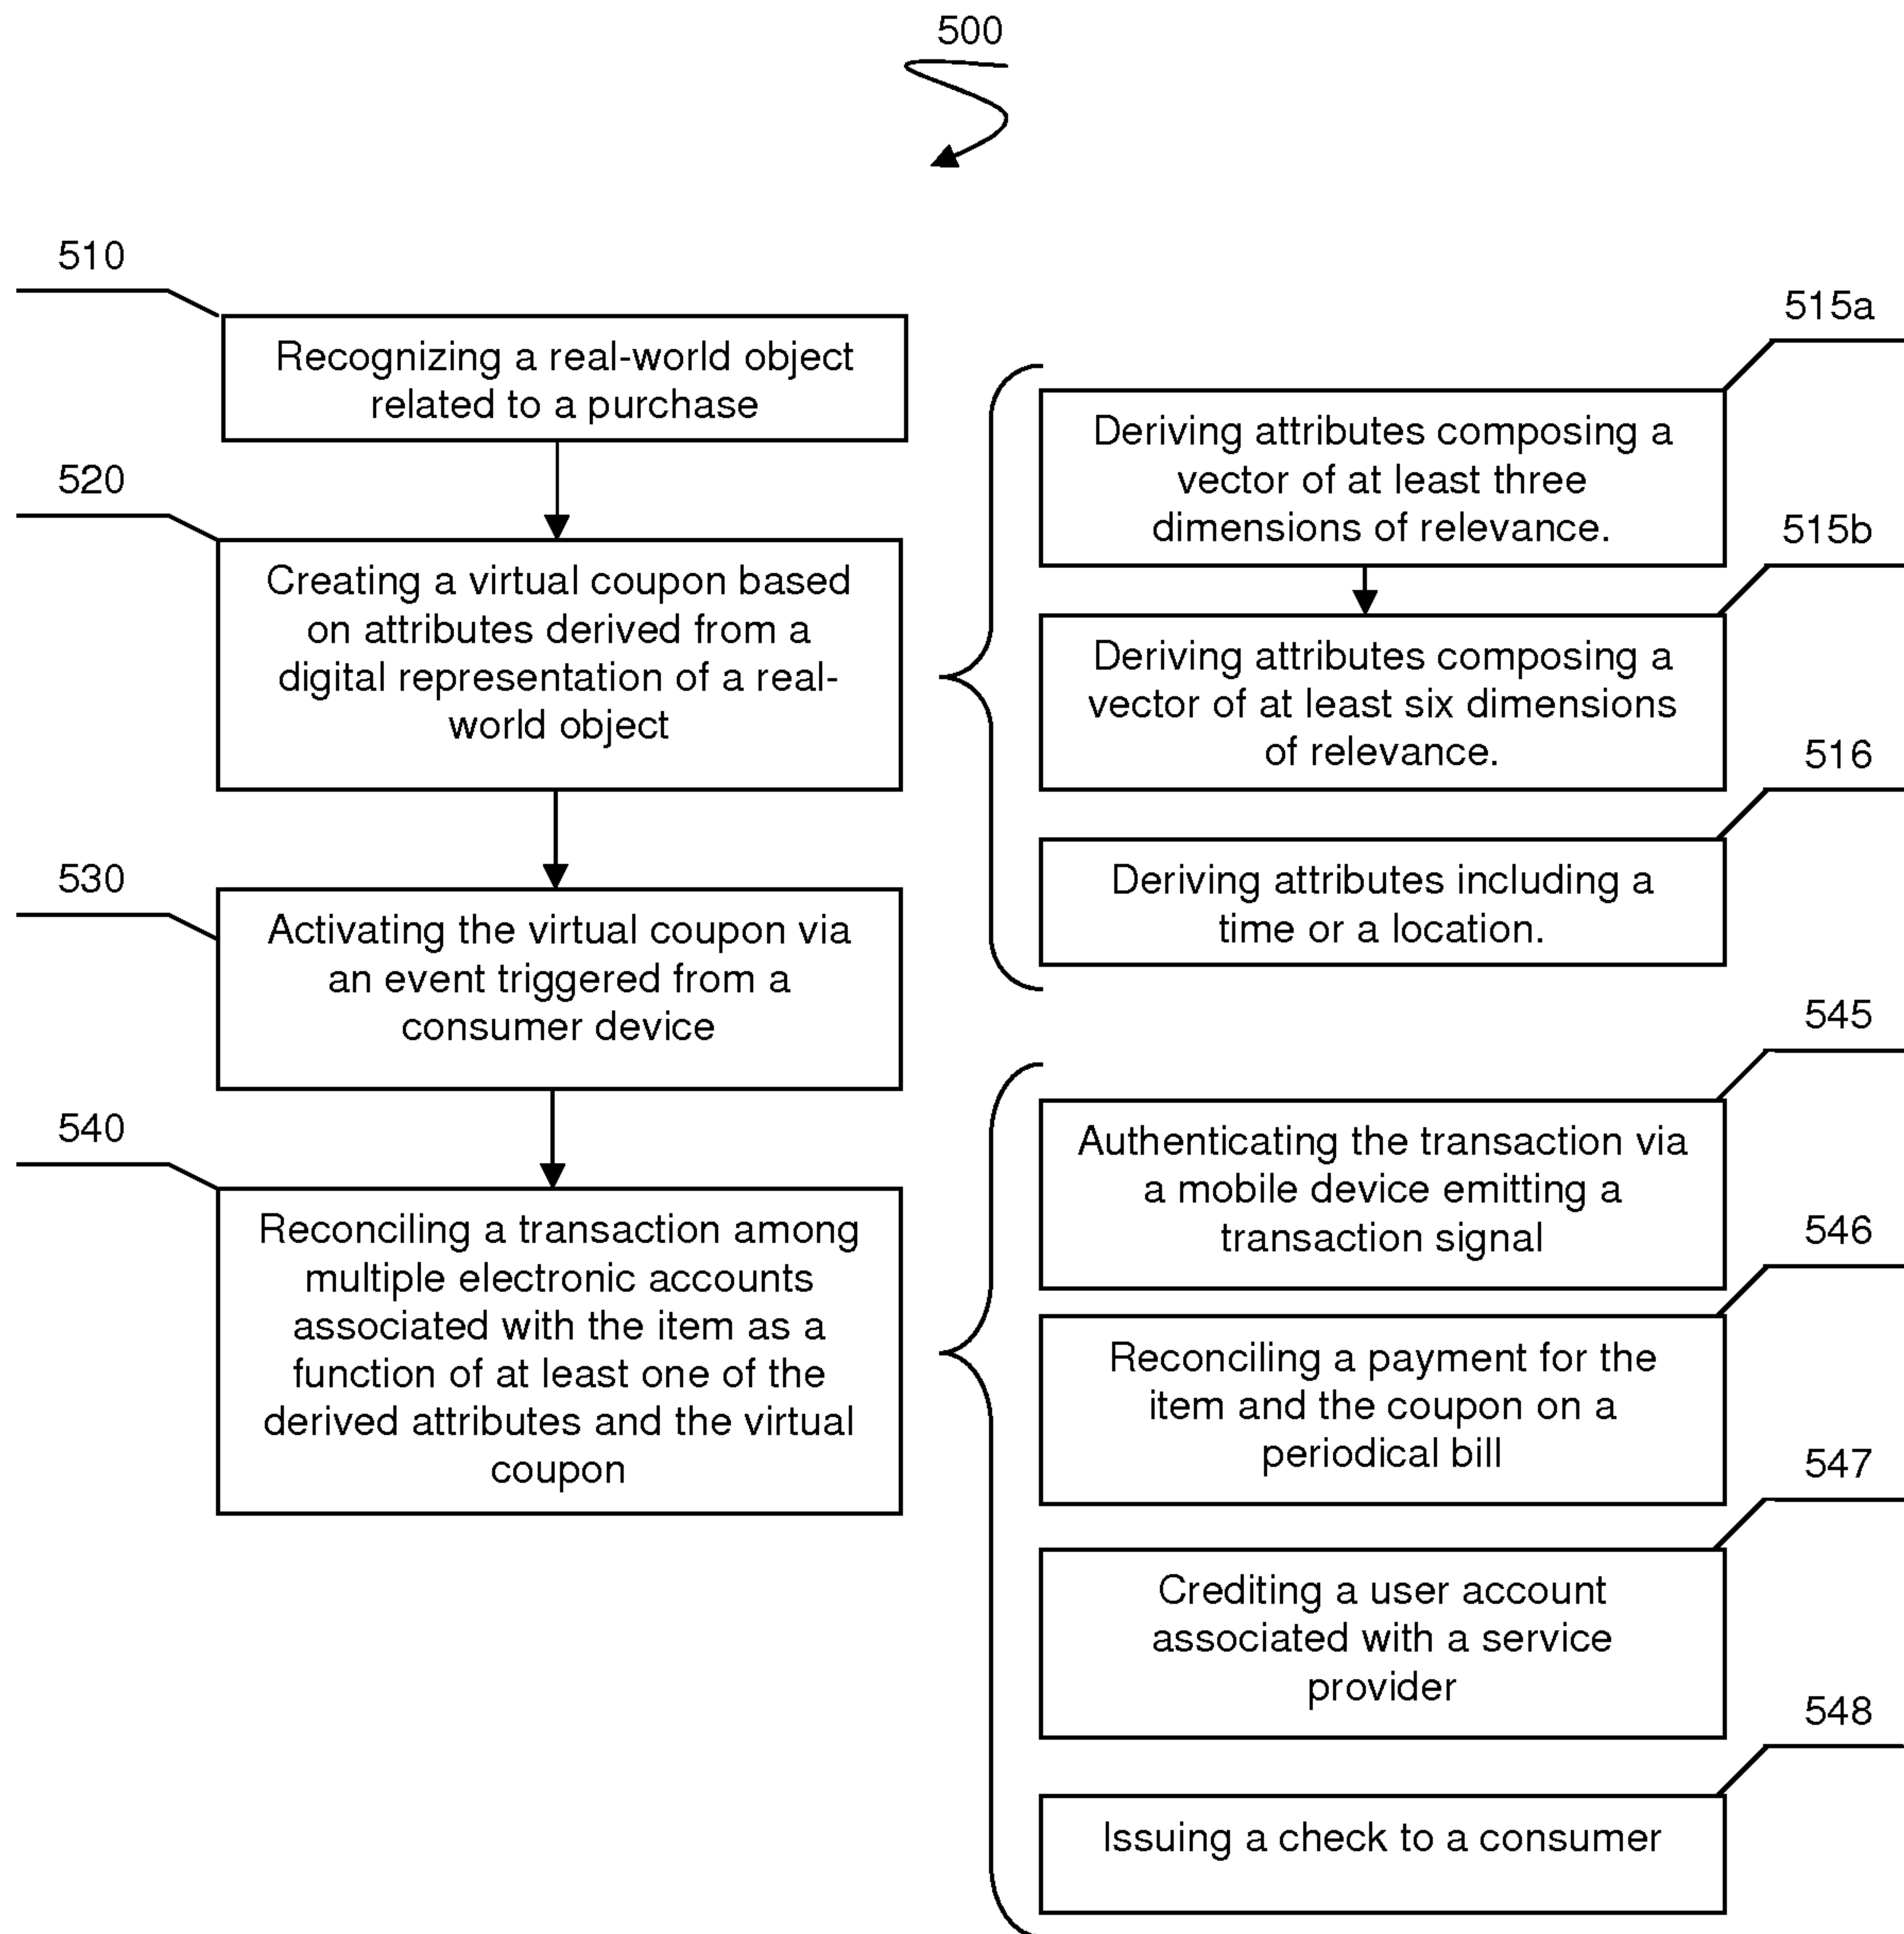 500
510
Recognizing a real-world object
related to a purchase
520
Creating a virtual coupon based
on attributes derived from a
digital representation of a real-
world object
530
Activating the virtual coupon via
an event triggered from a
consumer device
540
Reconciling a transaction among
multiple electronic accounts
associated with the item as a
function of at least one of the
derived attributes and the virtual
coupon
515a
Deriving attributes composing a
vector of at least three
dimensions of relevance.
515b
Deriving attributes composing a
vector of at least six dimensions
of relevance.
516
Deriving attributes including a
time or a location.
545
Authenticating the transaction via
a mobile device emitting a
transaction signal
546
Reconciling a payment for the
item and the coupon on a
periodical bill
547
Crediting a user account
associated with a service
provider
548
Issuing a check to a consumer